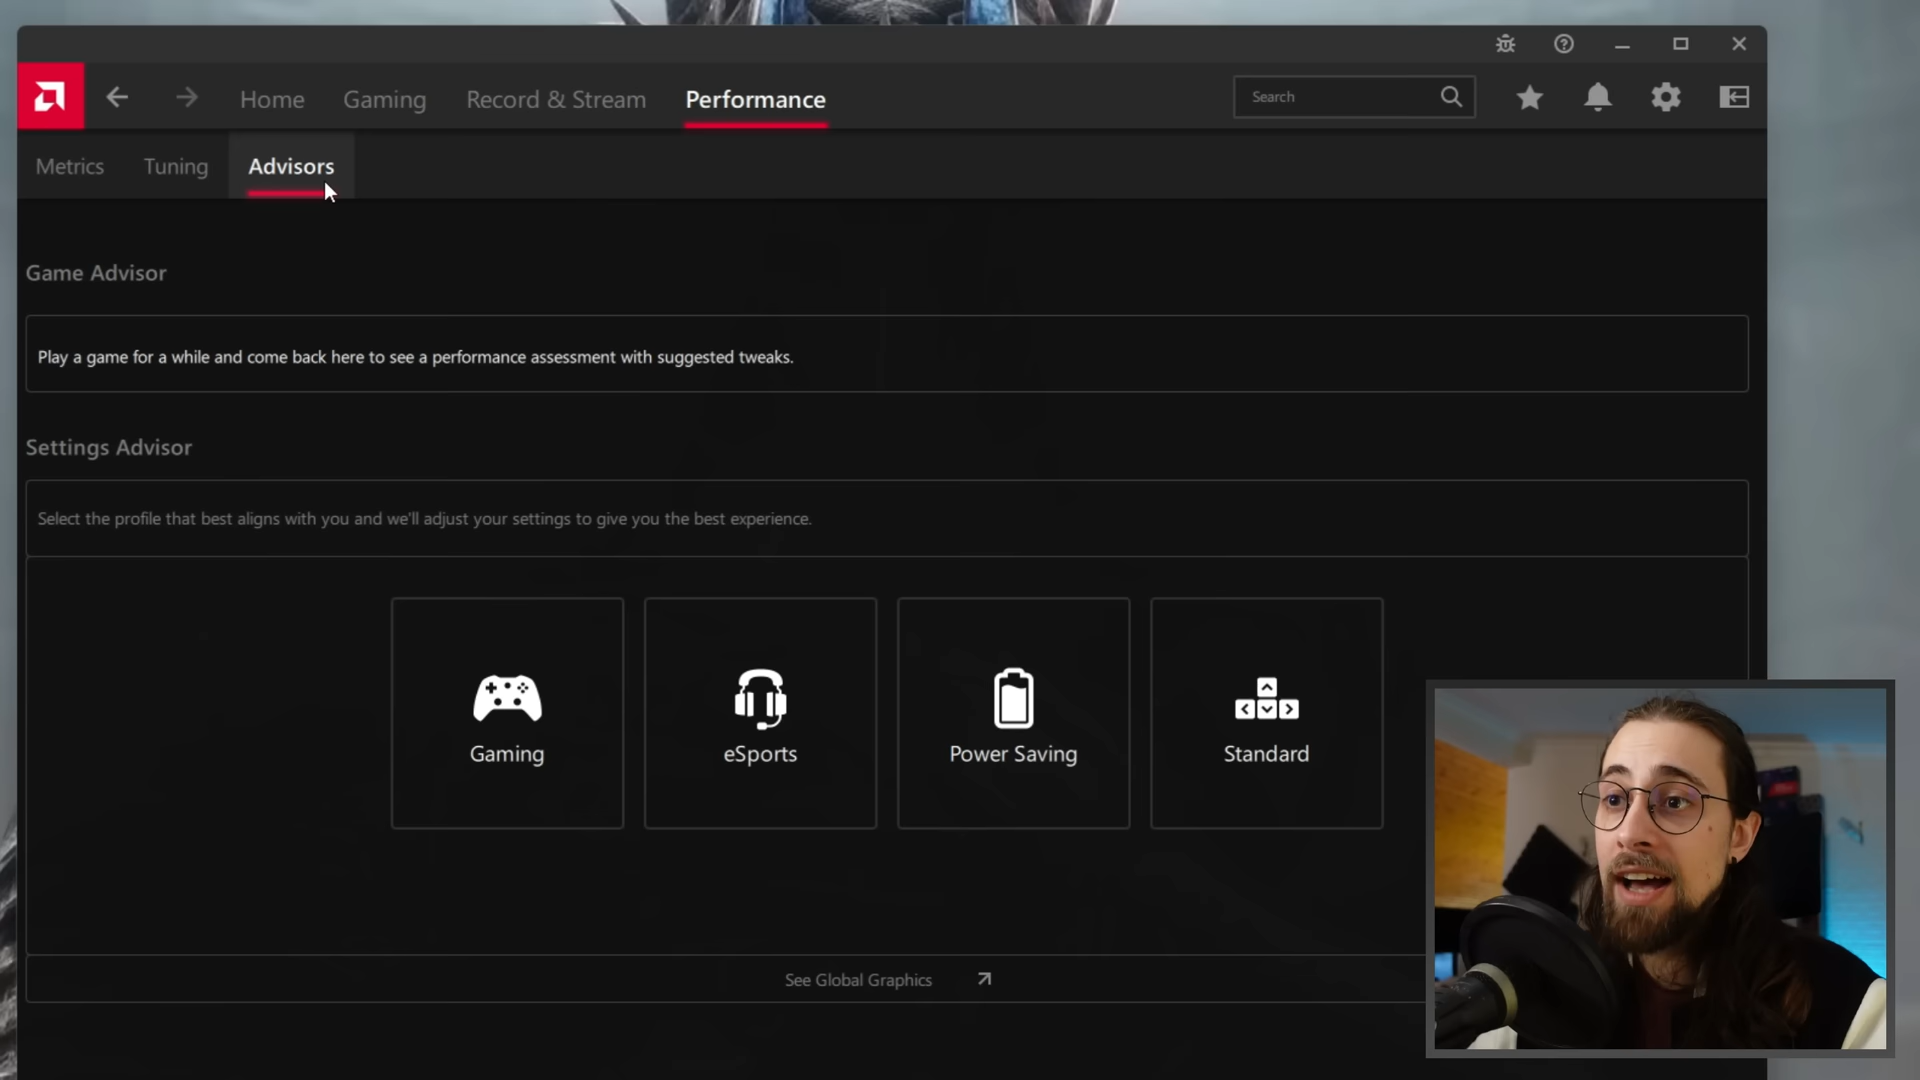 Home Gaming Record & Stream Performance Search
Metrics Tuning Advisors
Game Advisor
Play a game for a while and come back here to see a performance assessment with suggested tweaks.
Settings Advisor
Select the profile that best aligns with you and we'll adjust your settings to give you the best experience.
Gaming eSports Power Saving Standard
See Global Graphics